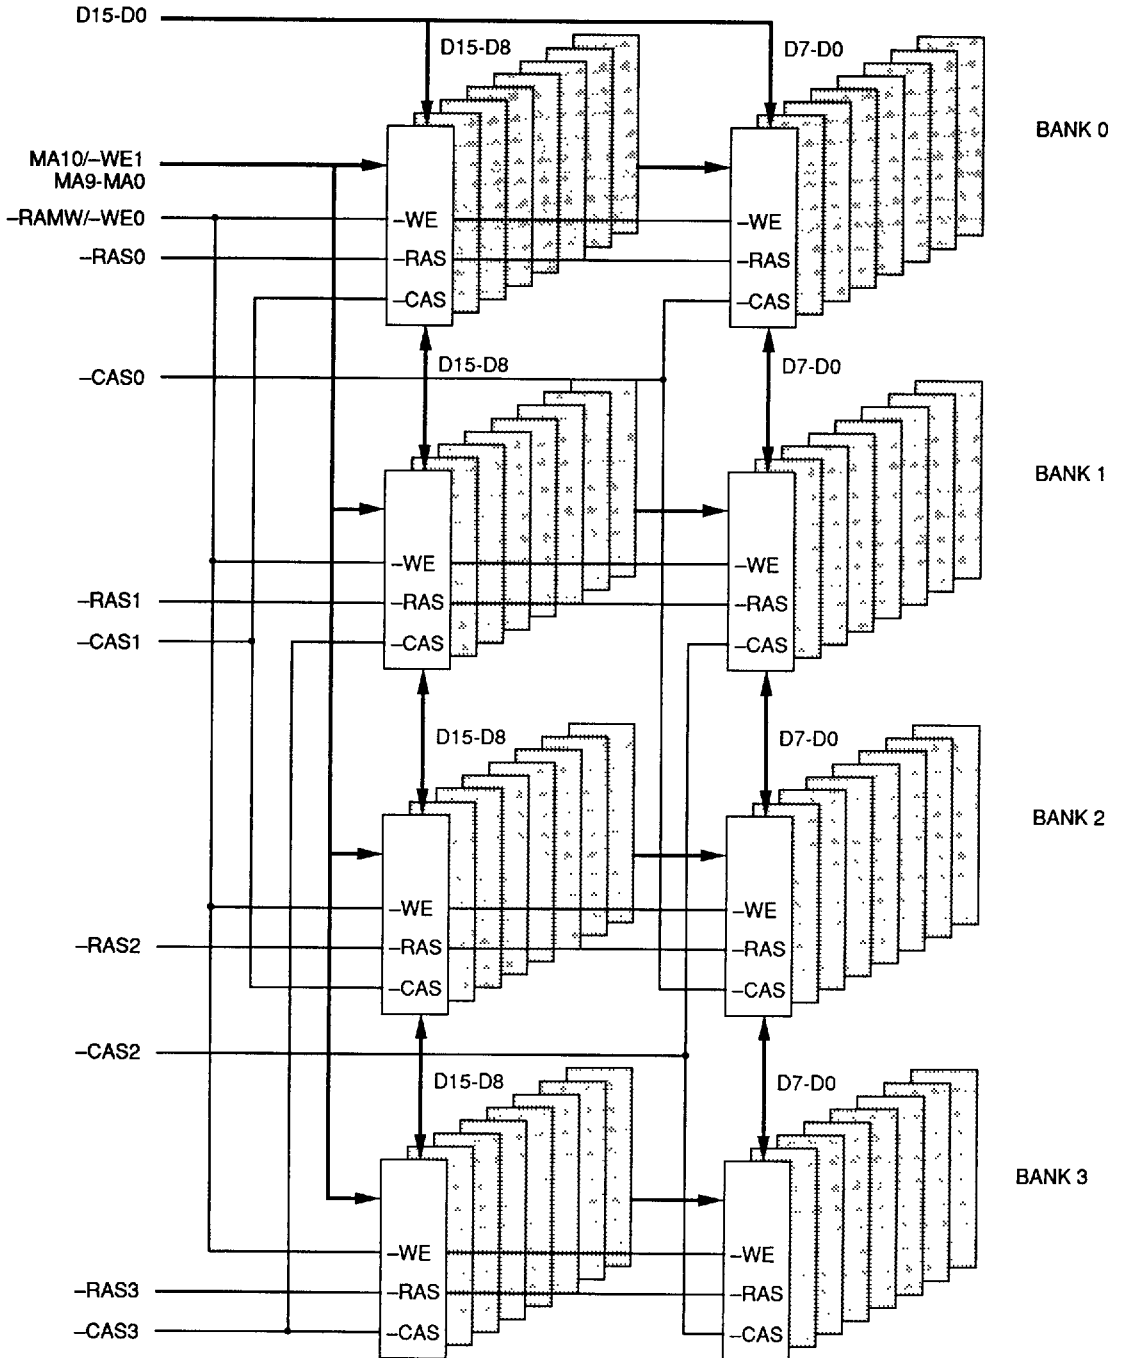 D15-D0
D15-D8
D7-D0
BANK 0
MA10/–WE1
MA9-MA0
–RAMW/–WE0
–WE
–WE
–RAS0
–RAS
–RAS
–CAS
–CAS
–CAS0
D15-D8
D7-D0
BANK 1
–WE
–WE
–RAS1
–RAS
–RAS
–CAS1
–CAS
–CAS
D15-D8
D7-D0
BANK 2
–WE
–WE
–RAS2
–RAS
–RAS
–CAS
–CAS
–CAS2
D15-D8
D7-D0
BANK 3
–WE
–WE
–RAS3
–RAS
–RAS
–CAS3
–CAS
–CAS